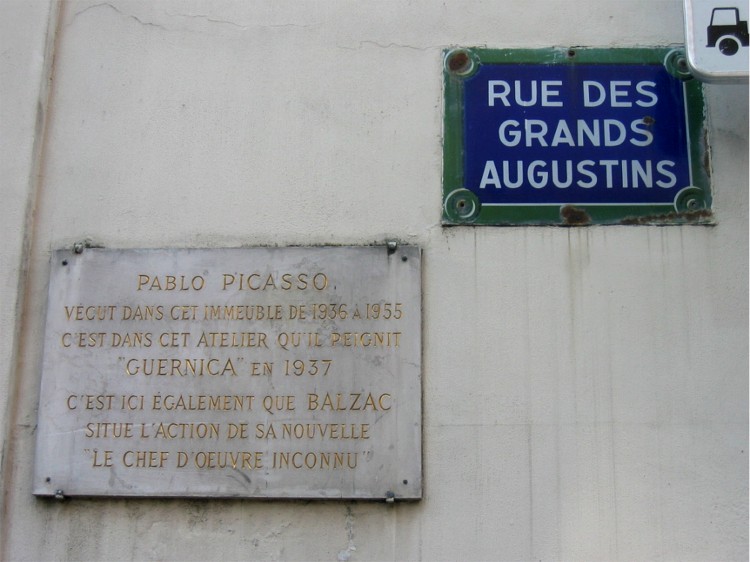 RUE DES
GRANDS
AUGUSTINS
PABLO PICASSO.
VÉCUT DANS CET IMMEUBLE DE 1936 A 1955
C'EST DANS CET ATELIER QU'IL PEIGNIT
"GUERNICA" EN 1937
C'EST ICI ÉGALEMENT QUE BALZAC
SITUE L'ACTION DE SA NOUVELLE
"LE CHEF D'OEUVRE INCONNU"